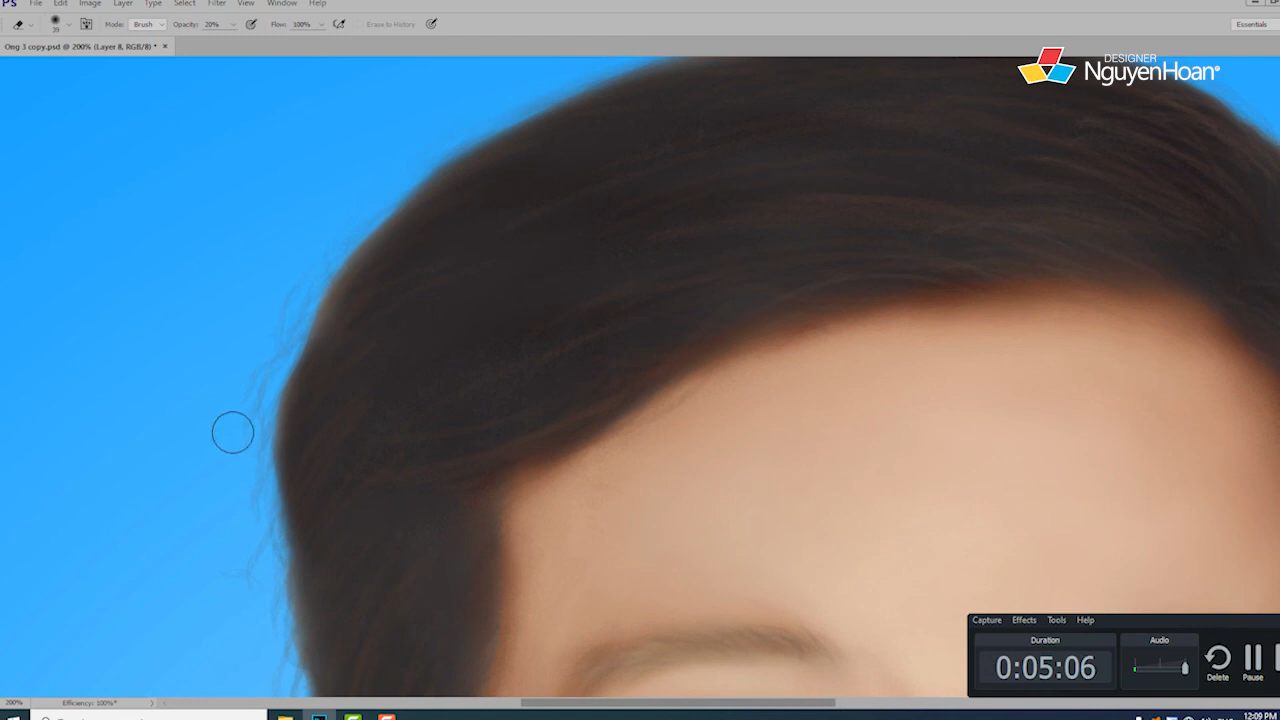 Ps File Edit Image Layer Type Select Filter View Window Help
39 Mode: Brush Opacity: 20% Flow: 100% Erase to History Essentials
Ong 3 copy.psd @ 200% (Layer 8, RGB/8) * ×
DESIGNER
NguyenHoan®
Capture Effects Tools Help
Duration Audio
0:05:06 Delete Pause
200% Efficiency: 100%*
12:09 PM